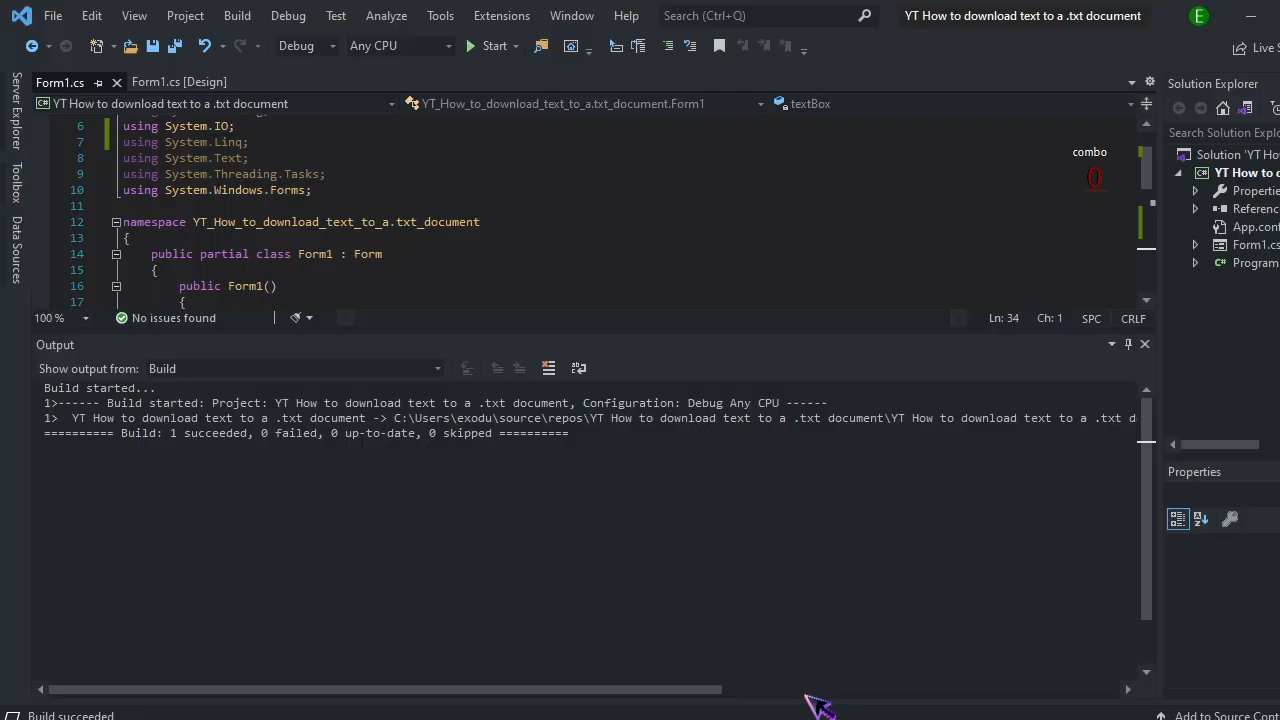 File Edit View Project Build Debug Test Analyze Tools Extensions Window Help Search (Ctrl+Q) YT How to download text to a .txt document E
Debug Any CPU Start Live S
Form1.cs Form1.cs [Design] Solution Explorer
YT How to download text to a .txt document YT_How_to_download_text_to_a.txt_document.Form1 textBox
Server Explorer
Toolbox
Data Sources
6 using System.IO;
7 using System.Linq;
8 using System.Text;
9 using System.Threading.Tasks;
10 using System.Windows.Forms;
11
12 namespace YT_How_to_download_text_to_a.txt_document
13 {
14 public partial class Form1 : Form
15 {
16 public Form1()
17 {
combo
0
Search Solution Explo
Solution 'YT Ho
YT How to d
Properti
Referenc
App.conf
Form1.cs
Program
100 % No issues found Ln: 34 Ch: 1 SPC CRLF
Output
Show output from: Build
Build started...
1>------ Build started: Project: YT How to download text to a .txt document, Configuration: Debug Any CPU ------
1> YT How to download text to a .txt document -> C:\Users\exodu\source\repos\YT How to download text to a .txt document\YT How to download text to a .txt d
========== Build: 1 succeeded, 0 failed, 0 up-to-date, 0 skipped ==========
Properties
Build succeeded Add to Source Cont